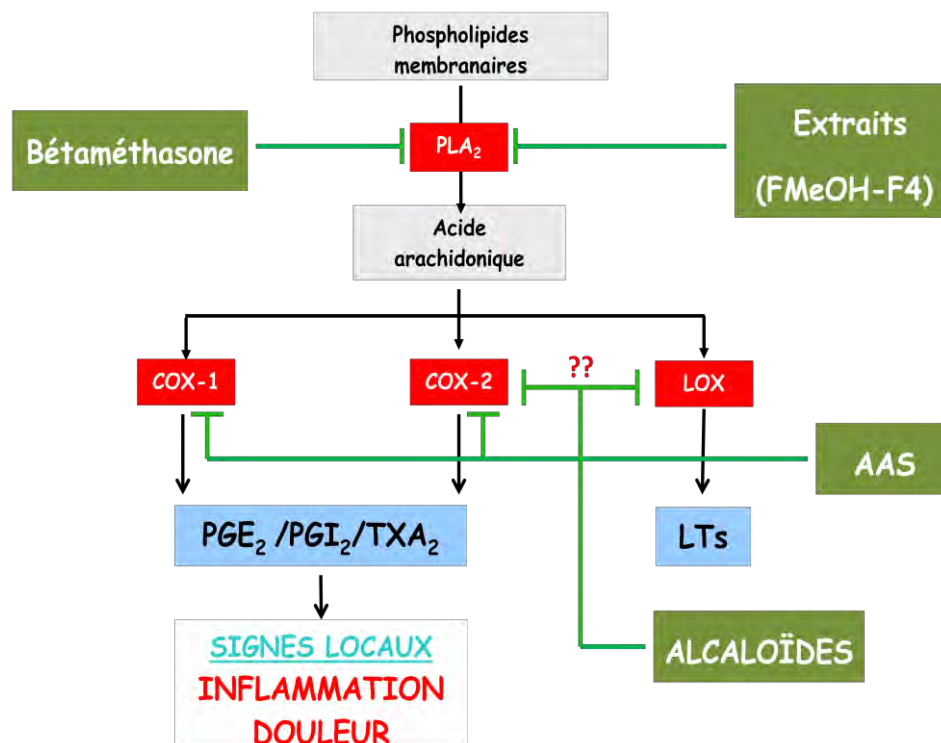 Phospholipides
membranaires
Bétaméthasone
PLA₂
Extraits
(FMeOH-F4)
Acide
arachidonique
??
COX-1
COX-2
LOX
AAS
PGE₂ /PGI₂/TXA₂
LTs
SIGNES LOCAUX
INFLAMMATION
DOULEUR
ALCALOÏDES